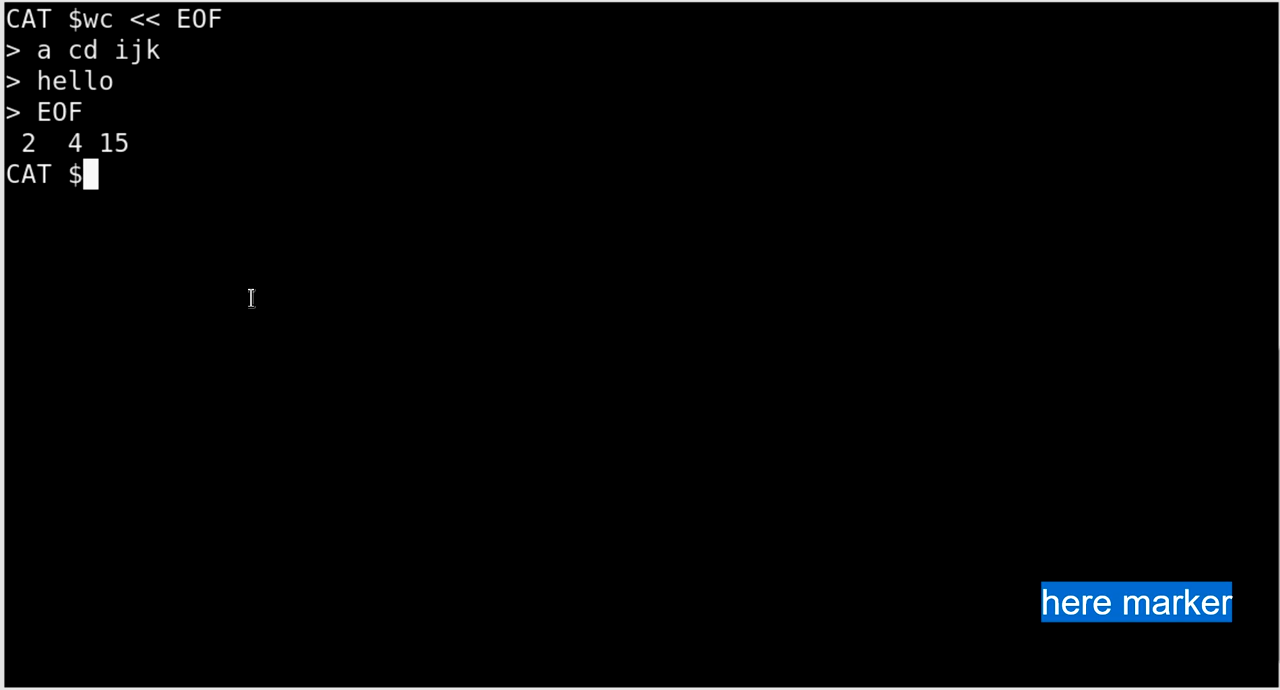 CAT $wc << EOF
> a cd ijk
> hello
> EOF
 2  4 15
CAT $
here marker